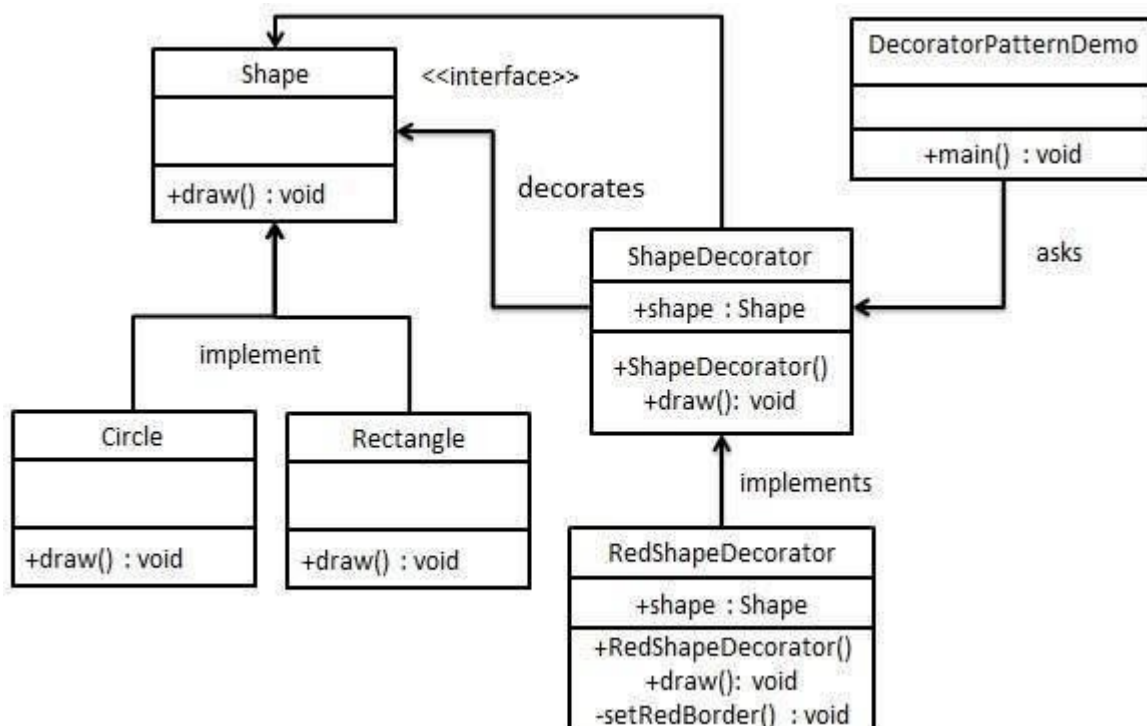 Shape
+draw() : void
<<interface>>
DecoratorPatternDemo
+main() : void
decorates
asks
ShapeDecorator
+shape : Shape
+ShapeDecorator()
+draw(): void
implement
Circle
+draw() : void
Rectangle
+draw() : void
implements
RedShapeDecorator
+shape : Shape
+RedShapeDecorator()
+draw(): void
-setRedBorder() : void